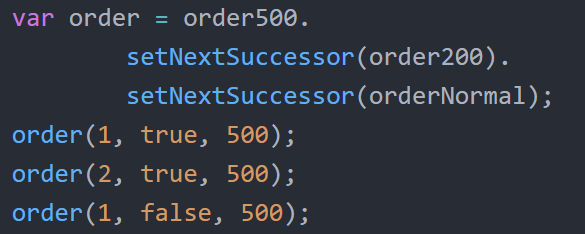 var order = order500.
setNextSuccessor(order200).
setNextSuccessor(orderNormal);
order(1, true, 500);
order(2, true, 500);
order(1, false, 500);